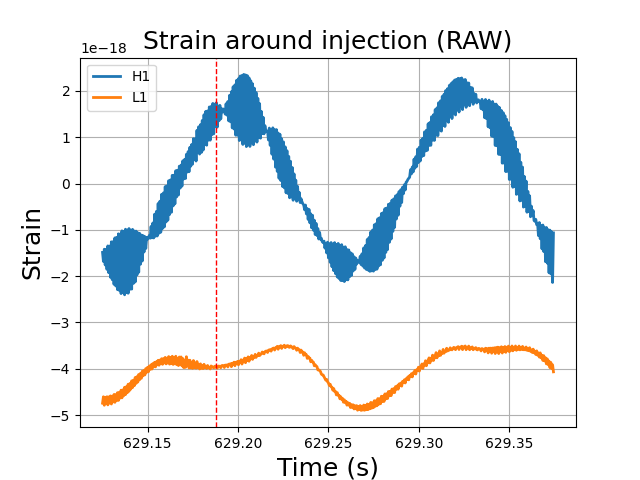 Strain around injection (RAW)
1e−18
H1
L1
2
1
0
−1
−2
−3
−4
−5
Strain
629.15 629.20 629.25 629.30 629.35
Time (s)